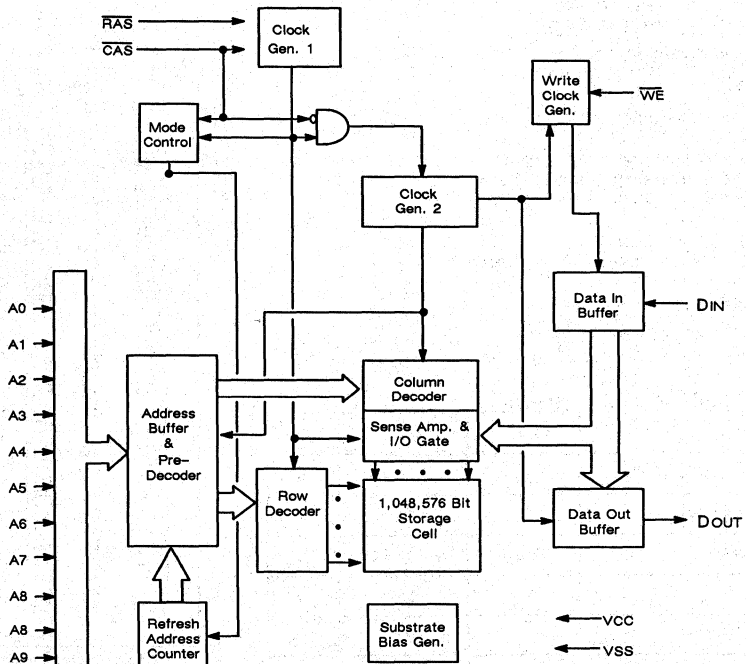 RAS
CAS
Clock
Gen. 1
Write
Clock
Gen.
WE
Mode
Control
Clock
Gen. 2
A0
A1
A2
A3
A4
A5
A6
A7
A8
A8
A9
Address
Buffer
&
Pre-
Decoder
Column
Decoder
Sense Amp. &
I/O Gate
Data In
Buffer
DIN
Row
Decoder
1,048,576 Bit
Storage
Cell
Data Out
Buffer
DOUT
Refresh
Address
Counter
Substrate
Bias Gen.
VCC
VSS